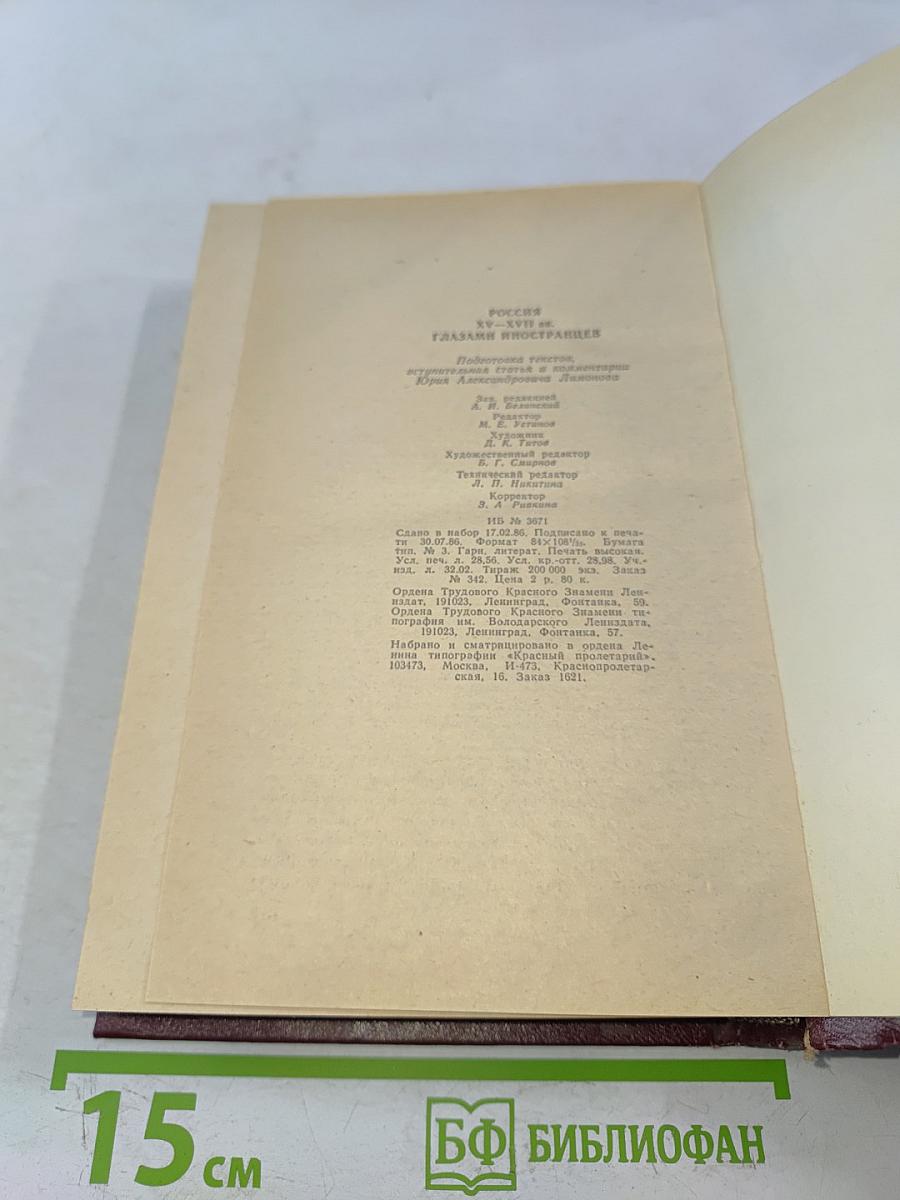 РОССИЯ
XV—XVII вв.
ГЛАЗАМИ ИНОСТРАНЦЕВ
Подготовка текстов,
вступительная статья и комментарии
Юрия Александровича Лимонова
Зав. редакцией
А. И. Белинский
Редактор
М. Е. Устинов
Художник
Д. К. Титов
Художественный редактор
Б. Г. Смирнов
Технический редактор
Л. П. Никитина
Корректор
Э. А. Ривкина
ИБ № 3671
Сдано в набор 17.02.86. Подписано к печа-
ти 30.07.86. Формат 84×108¹/₃₂. Бумага
тип. № 3. Гарн. литерат. Печать высокая.
Усл. печ. л. 28,56. Усл. кр.-отт. 28,98. Уч.-
изд. л. 32.02. Тираж 200 000 экз. Заказ
№ 342. Цена 2 р. 80 к.
Ордена Трудового Красного Знамени Лен-
издат, 191023, Ленинград, Фонтанка, 59.
Ордена Трудового Красного Знамени ти-
пография им. Володарского Лениздата,
191023, Ленинград, Фонтанка, 57.
Набрано и сматрицировано в ордена Ле-
нина типографии «Красный пролетарий».
103473, Москва, И-473, Краснопролетар-
ская, 16. Заказ 1621.
15 см
БФ БИБЛИОФАН